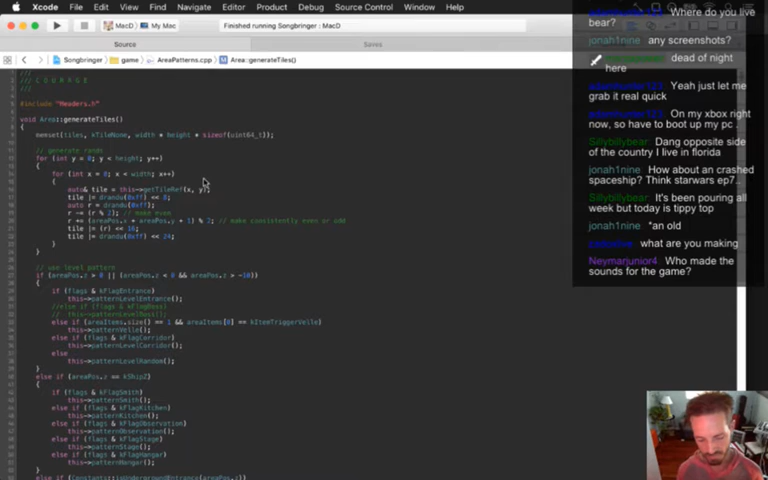 Xcode File Edit View Find Navigate Editor Product Debug Source Control Window
MacD My Mac
Finished running Songbringer : MacD
Source
Saves
Songbringer game AreaPatterns.cpp Area::generateTiles()
///
/// C O U R A G E
///
#include "Headers.h"
void Area::generateTiles()
{
memset(tiles, kTileNone, width * height * sizeof(uint64_t));
// generate rands
for (int y = 0; y < height; y++)
{
for (int x = 0; x < width; x++)
{
auto& tile = this->getTileRef(x, y);
tile |= drandu(0xff) << 8;
auto r = drandu(0xff);
r -= (r % 2); // make even
r += (areaPos.x + areaPos.y + 1) % 2; // make consistently even or odd
tile |= (r) << 16;
tile |= drandu(0xff) << 24;
}
}
// use level pattern
if (areaPos.z > 0 || (areaPos.z < 0 && areaPos.z > -10))
{
if (flags & kFlagEntrance)
this->patternLevelEntrance();
//else if (flags & kFlagBoss)
// this->patternLevelBoss();
else if (areaItems.size() == 1 && areaItems[0] == kItemTriggerVelle)
this->patternVelle();
else if (flags & kFlagCorridor)
this->patternLevelCorridor();
else
this->patternLevelRandom();
}
else if (areaPos.z == kShipZ)
{
if (flags & kFlagSmith)
this->patternSmith();
else if (flags & kFlagKitchen)
this->patternKitchen();
else if (flags & kFlagObservation)
this->patternObservation();
else if (flags & kFlagStage)
this->patternStage();
else if (flags & kFlagHangar)
this->patternHangar();
}
else if (Constants::isUndergroundEntrance(areaPos.z))
Where do you live
bear?
jonah1nine any screenshots?
dead of night
here
Yeah just let me
grab it real quick
On my xbox right
now, so have to boot up my pc .
Sillybillybear: Dang opposite side
of the country I live in florida
jonah1nine: How about a crashed
spaceship? Think starwars ep7..
Sillybillybear: It's been pouring all
week but today is tippy top
jonah1nine: *an old
what are you making
Neymarjunior4: Who made the
sounds for the game?